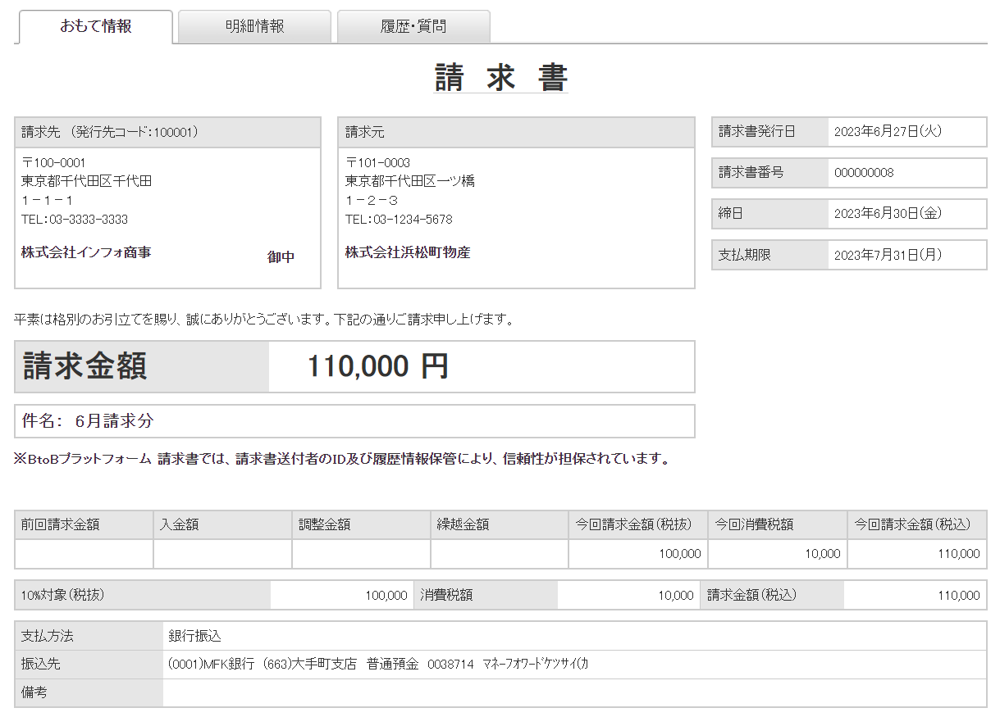 おもて情報 明細情報 履歴・質問
請 求 書
請求先 (発行先コード:100001)
〒100-0001
東京都千代田区千代田
1-1-1
TEL:03-3333-3333
株式会社インフォ商事
御中
請求元
〒101-0003
東京都千代田区一ツ橋
1-2-3
TEL:03-1234-5678
株式会社浜松町物産
請求書発行日 2023年6月27日(火)
請求書番号 000000008
締日 2023年6月30日(金)
支払期限 2023年7月31日(月)
平素は格別のお引立てを賜り、誠にありがとうございます。下記の通りご請求申し上げます。
請求金額 110,000 円
件名: 6月請求分
※BtoBプラットフォーム 請求書では、請求書送付者のID及び履歴情報保管により、信頼性が担保されています。
前回請求金額 入金額 調整金額 繰越金額 今回請求金額(税抜) 今回消費税額 今回請求金額(税込)
100,000 10,000 110,000
10%対象(税抜) 100,000 消費税額 10,000 請求金額(税込) 110,000
支払方法 銀行振込
振込先 (0001)MFK銀行 (663)大手町支店 普通預金 0038714 ﾏﾈｰﾌｫﾜｰﾄﾞｹﾂｻｲ(ｶ
備考